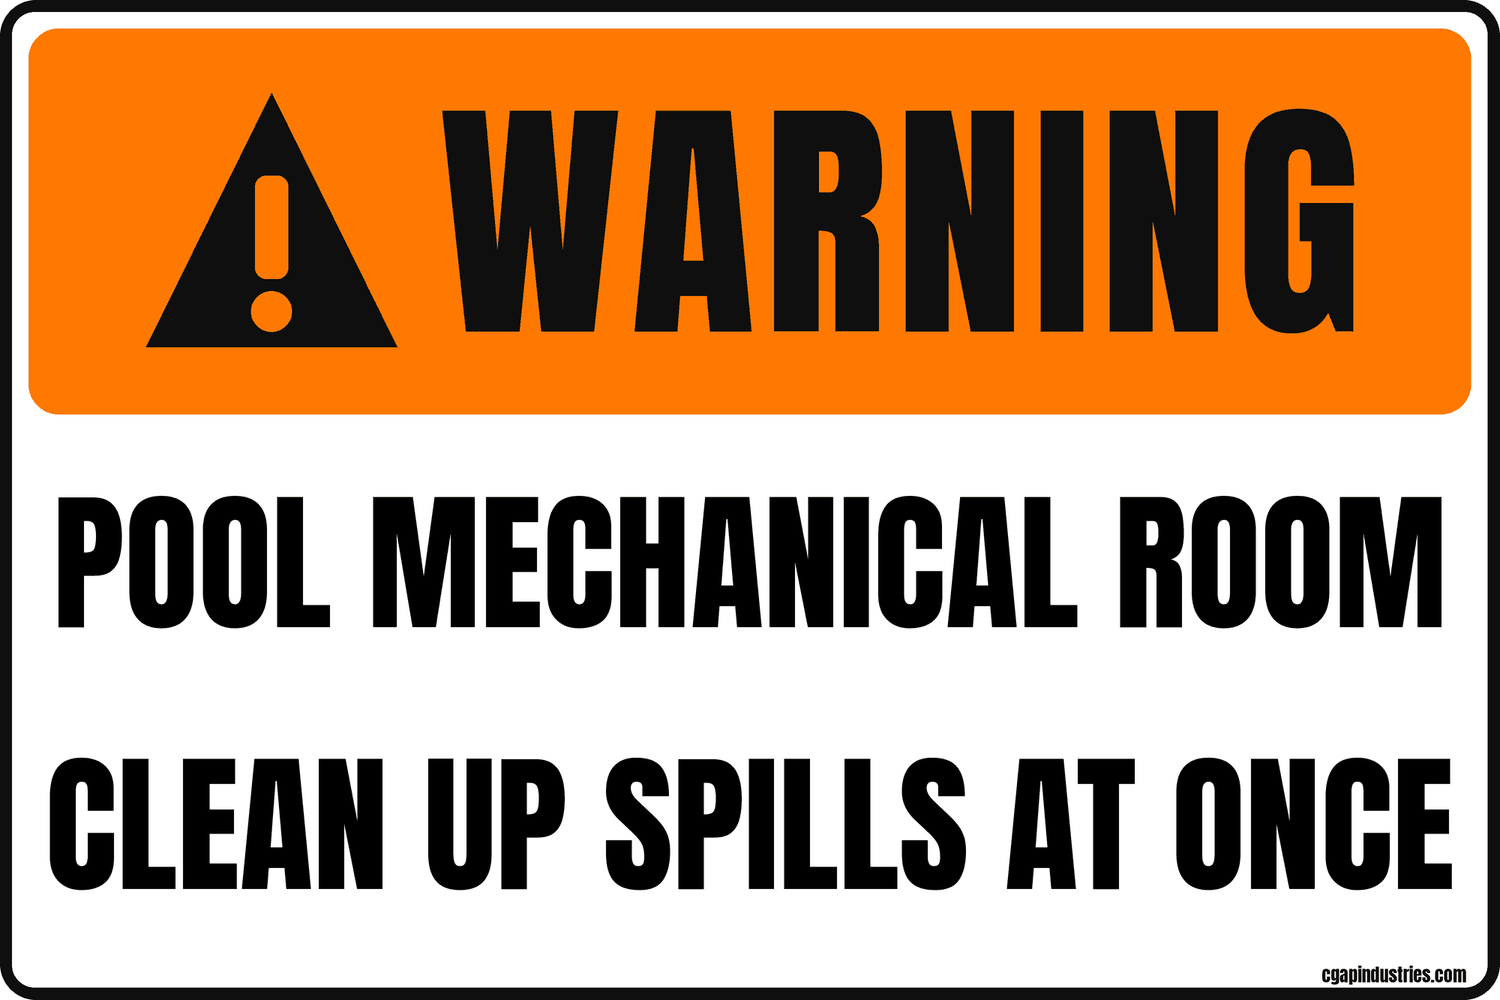 WARNING
POOL MECHANICAL ROOM
CLEAN UP SPILLS AT ONCE
cgapindustries.com